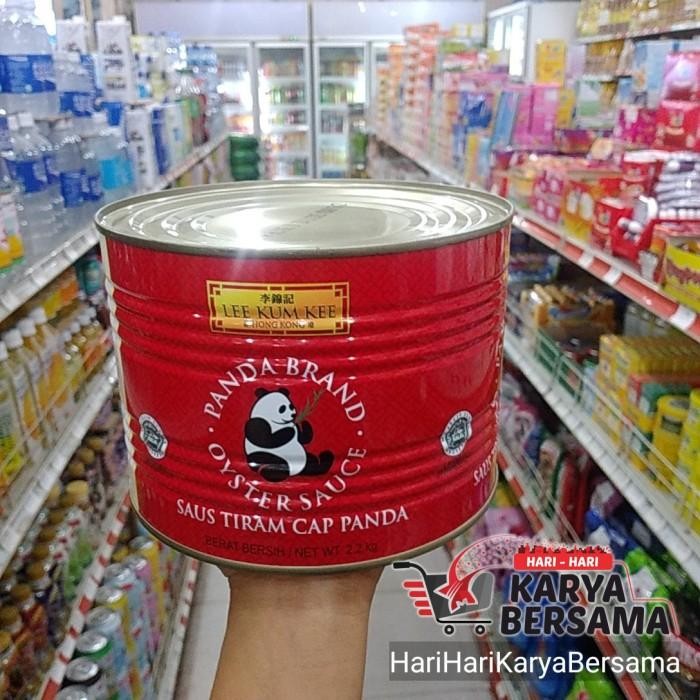 李錦記
LEE KUM KEE
HONG KONG
PANDA BRAND
OYSTER SAUCE
SAUS TIRAM CAP PANDA
BERAT BERSIH / NET WT. 2.2 kg
HARI - HARI
KARYA
BERSAMA
HariHariKaryaBersama